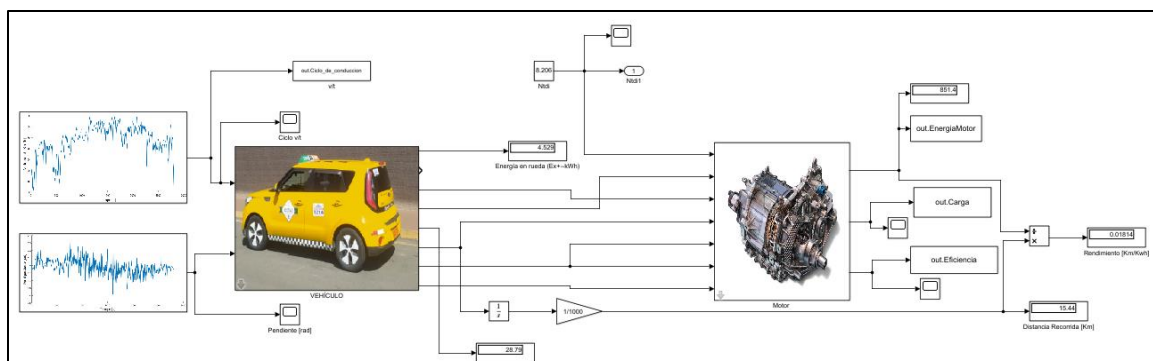 out.Ciclo_de_conduccion
v/t
8.206
Ntdi
1
Ntdi1
851.4
out.EnergiaMotor
Ciclo v/t
4.529
Energía en rueda (Ex+--kWh)
out.Carga
0.01814
Rendimiento [Km/Kwh]
out.Eficiencia
VEHÍCULO
Motor
Pendiente [rad]
1
s
1/1000
15.44
Distancia Recorrida [Km]
28.79